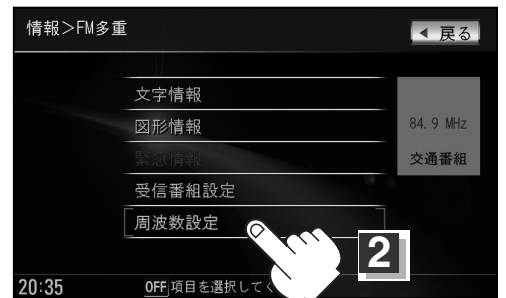 情報＞FM多重
◀ 戻る
文字情報
図形情報
緊急情報
受信番組設定
周波数設定
84.9 MHz
交通番組
2
20:35
OFF 項目を選択してく